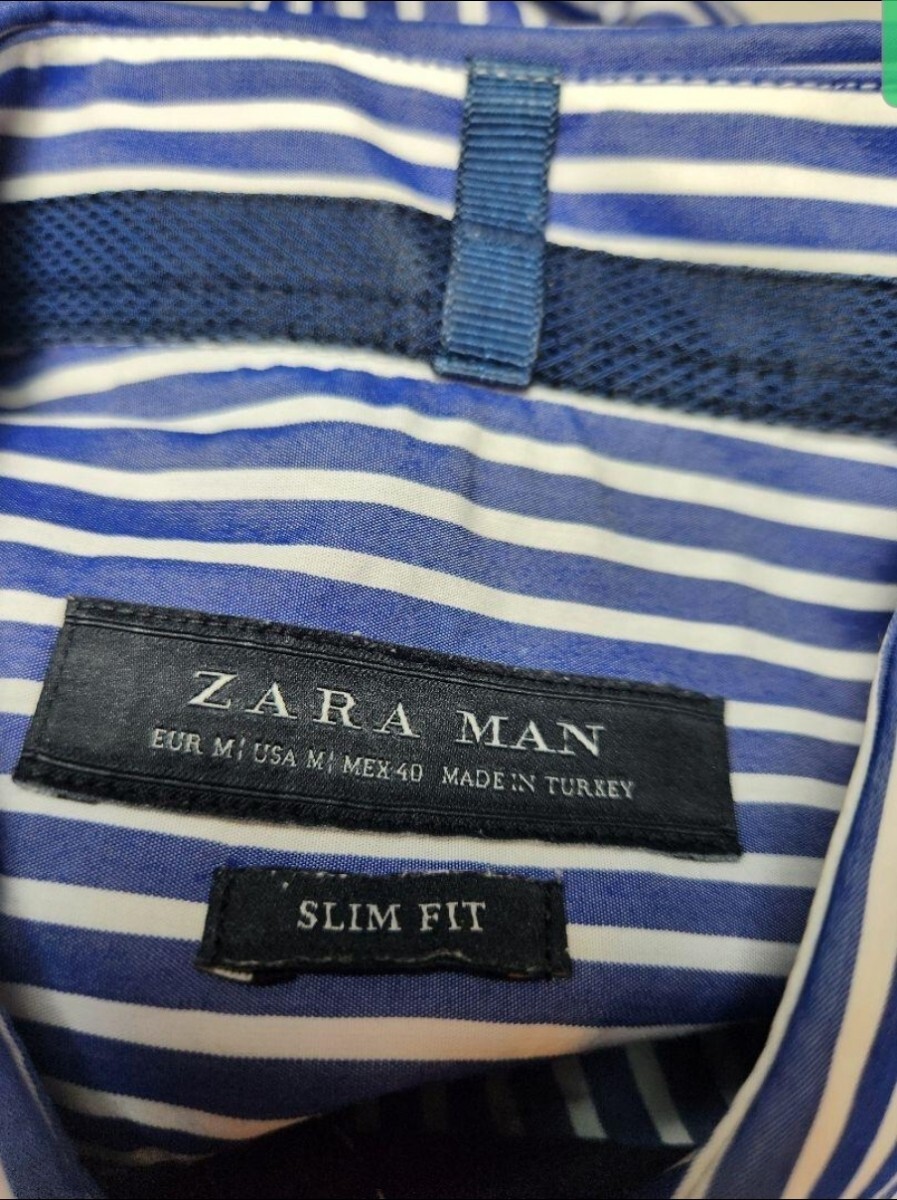 ZARA MAN
EUR M¦ USA M¦ MEX 40 MADE IN TURKEY
SLIM FIT